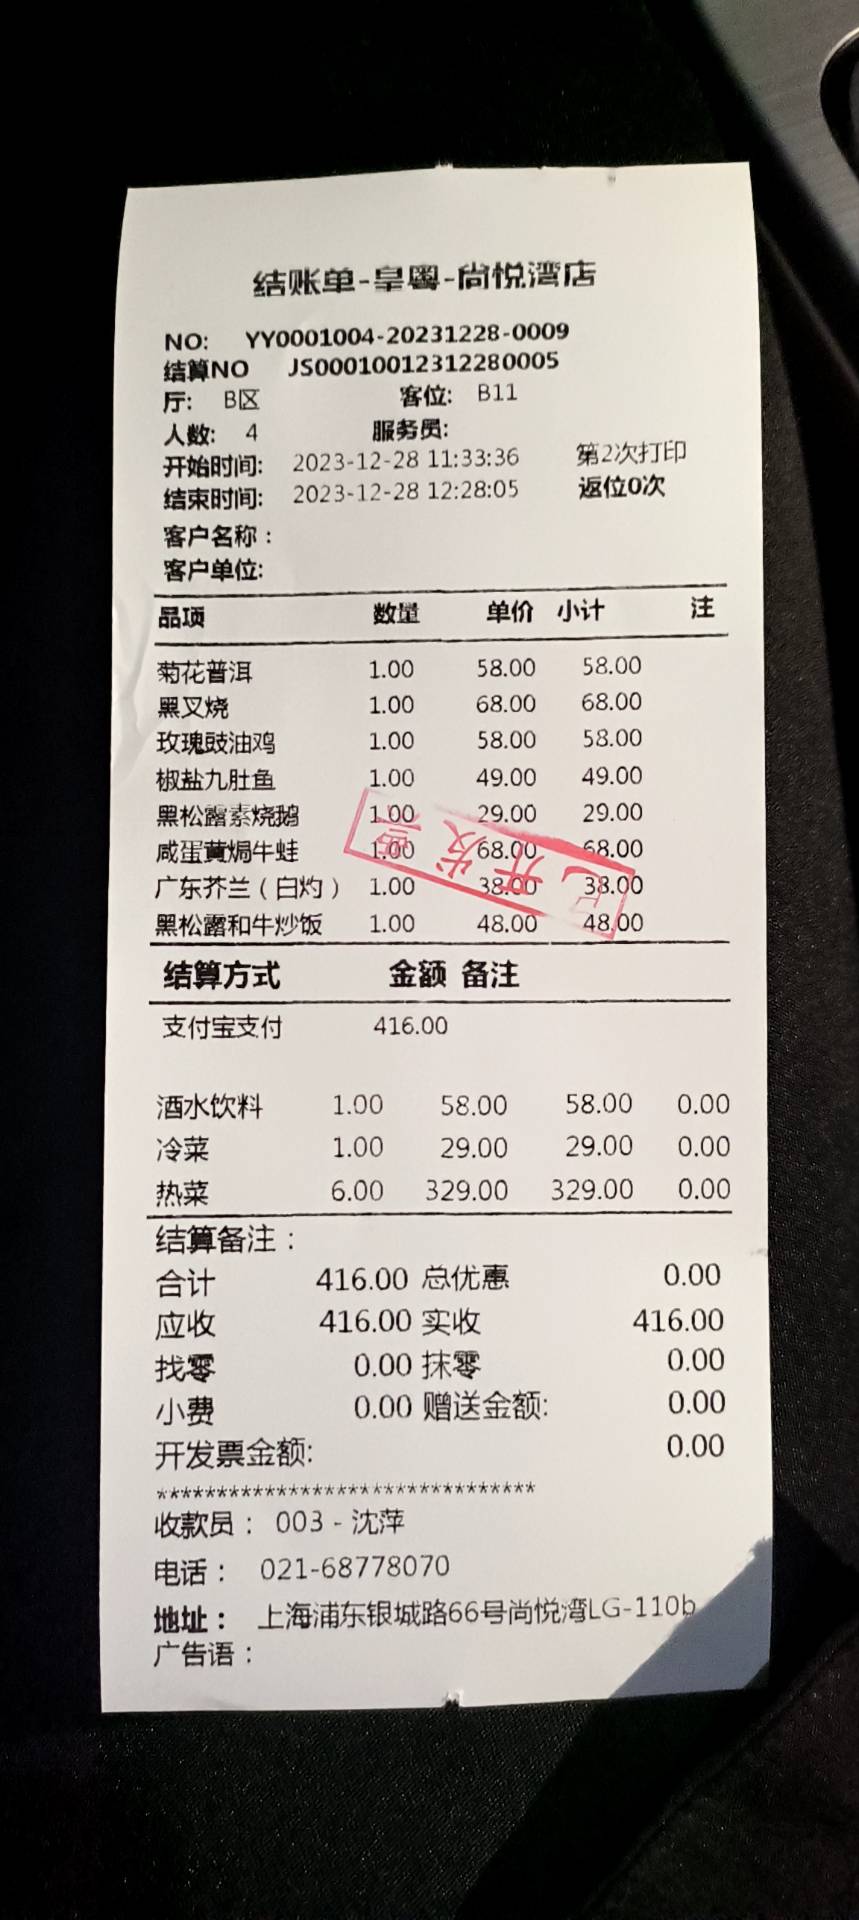 结账单-皇粤-尚悦湾店
NO: YY0001004-20231228-0009
结算NO JS00010012312280005
厅: B区 客位: B11
人数: 4 服务员:
开始时间: 2023-12-28 11:33:36 第2次打印
结束时间: 2023-12-28 12:28:05 返位0次
客户名称：
客户单位:
品项 数量 单价 小计 注
菊花普洱 1.00 58.00 58.00
黑叉烧 1.00 68.00 68.00
玫瑰豉油鸡 1.00 58.00 58.00
椒盐九肚鱼 1.00 49.00 49.00
黑松露素烧鹅 1.00 29.00 29.00
咸蛋黄焗牛蛙 1.00 68.00 68.00
广东芥兰（白灼） 1.00 38.00 38.00
黑松露和牛炒饭 1.00 48.00 48.00
已开发票
结算方式 金额 备注
支付宝支付 416.00
酒水饮料 1.00 58.00 58.00 0.00
冷菜 1.00 29.00 29.00 0.00
热菜 6.00 329.00 329.00 0.00
结算备注：
合计 416.00 总优惠 0.00
应收 416.00 实收 416.00
找零 0.00 抹零 0.00
小费 0.00 赠送金额: 0.00
开发票金额: 0.00
********************************
收款员： 003 - 沈萍
电话： 021-68778070
地址： 上海浦东银城路66号尚悦湾LG-110b
广告语：